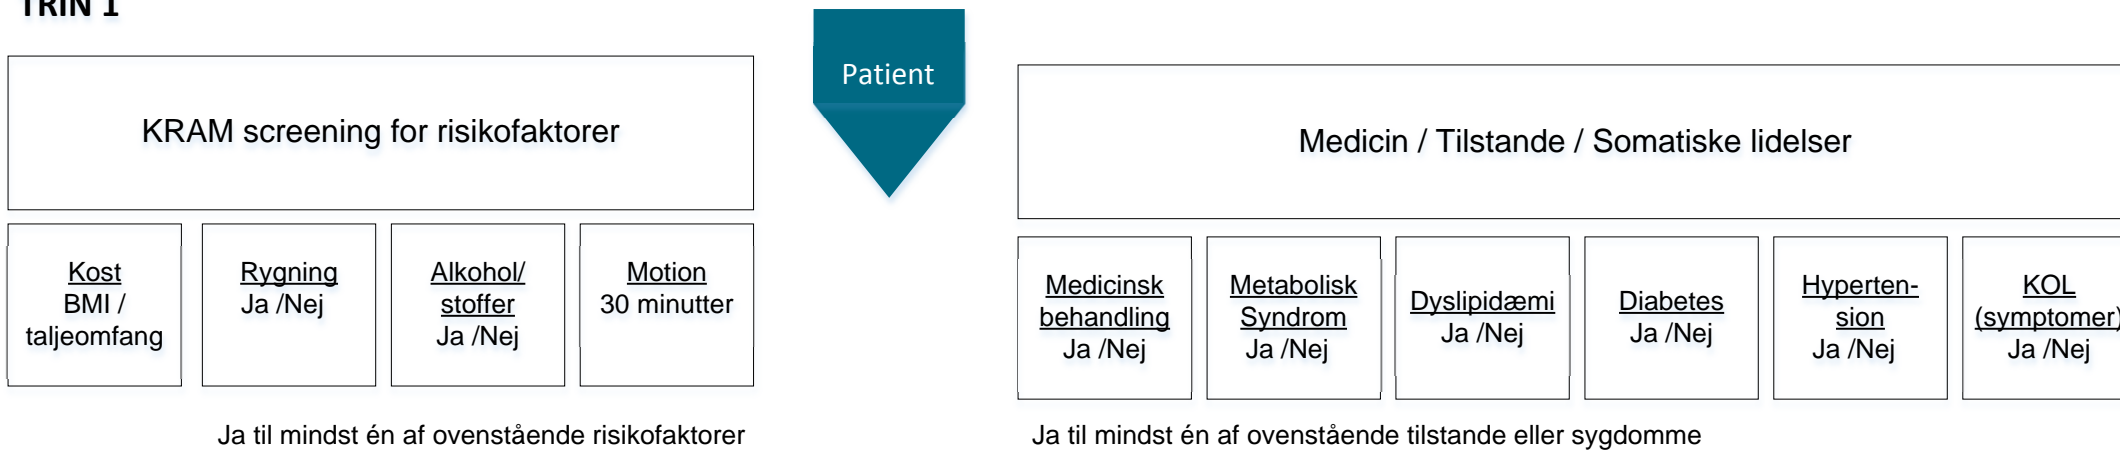 TRIN 1
Patient
KRAM screening for risikofaktorer
Kost
BMI /
taljeomfang
Rygning
Ja /Nej
Alkohol/
stoffer
Ja /Nej
Motion
30 minutter
Ja til mindst én af ovenstående risikofaktorer
Medicin / Tilstande / Somatiske lidelser
Medicinsk
behandling
Ja /Nej
Metabolisk
Syndrom
Ja /Nej
Dyslipidæmi
Ja /Nej
Diabetes
Ja /Nej
Hyperten-
sion
Ja /Nej
KOL
(symptomer)
Ja /Nej
Ja til mindst én af ovenstående tilstande eller sygdomme